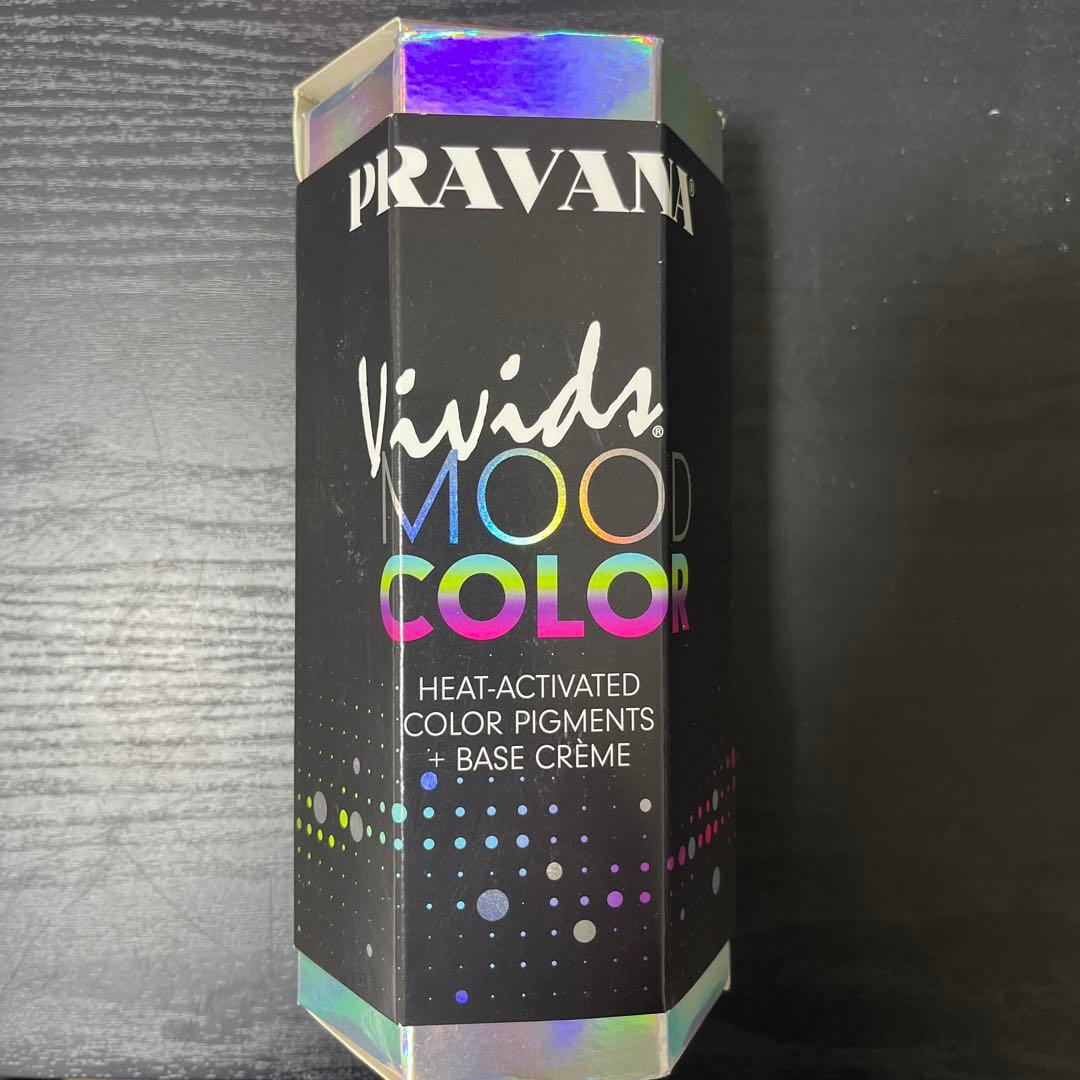 PRAVANA®
Vivids®
MOOD
COLOR
HEAT-ACTIVATED
COLOR PIGMENTS
+ BASE CRÈME